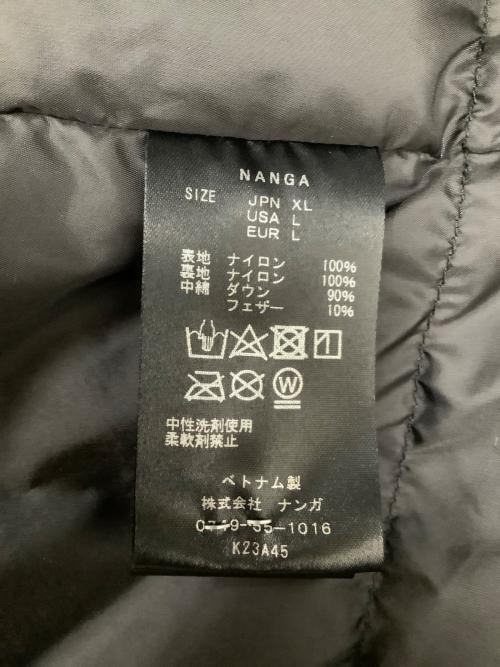 NANGA
SIZE JPN XL
USA L
EUR L
表地 ナイロン 100%
裏地 ナイロン 100%
中綿 ダウン 90%
フェザー 10%
W
中性洗剤使用
柔軟剤禁止
ベトナム製
株式会社 ナンガ
0749-55-1016
K23A45